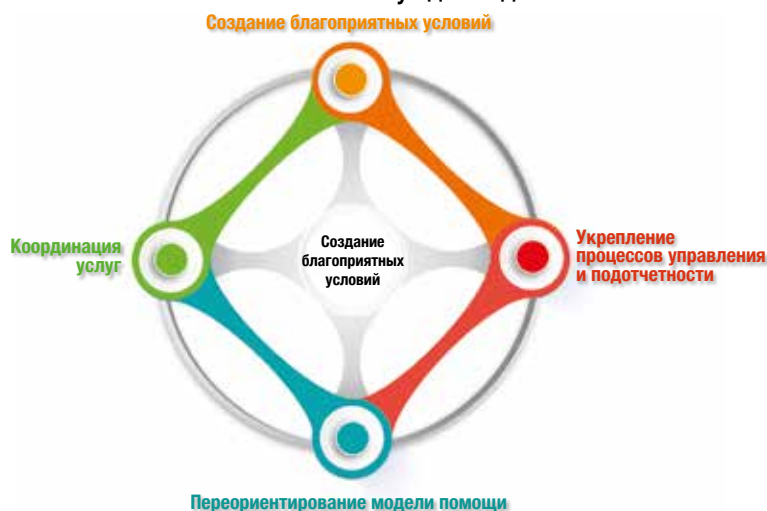 Создание благоприятных условий
Координация
услуг
Создание
благоприятных
условий
Укрепление
процессов управления
и подотчетности
Переориентирование модели помощи